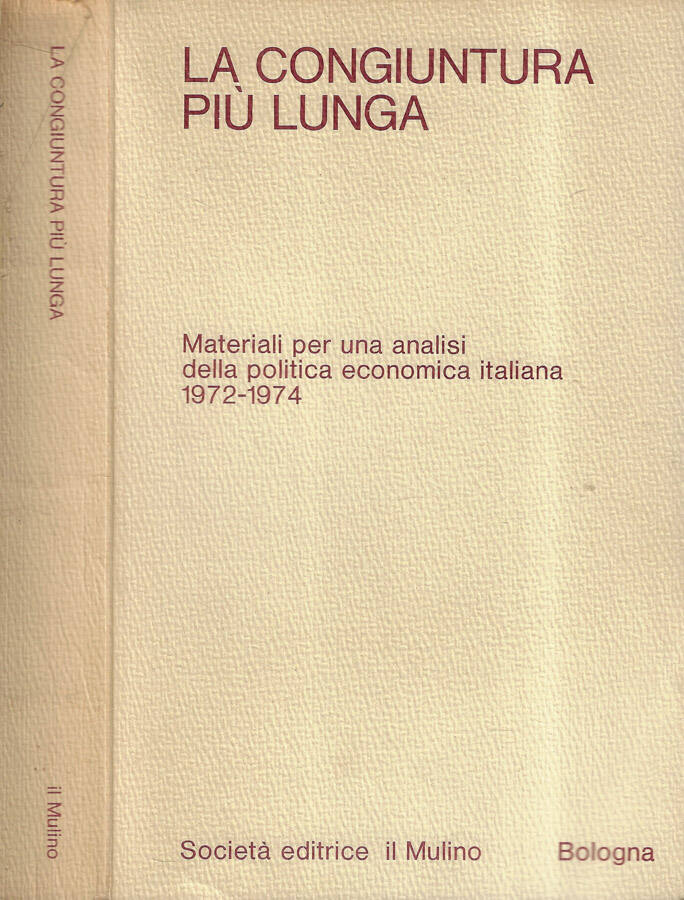 LA CONGIUNTURA PIÙ LUNGA
il Mulino
LA CONGIUNTURA
PIÙ LUNGA
Materiali per una analisi
della politica economica italiana
1972-1974
Società editrice il Mulino Bologna